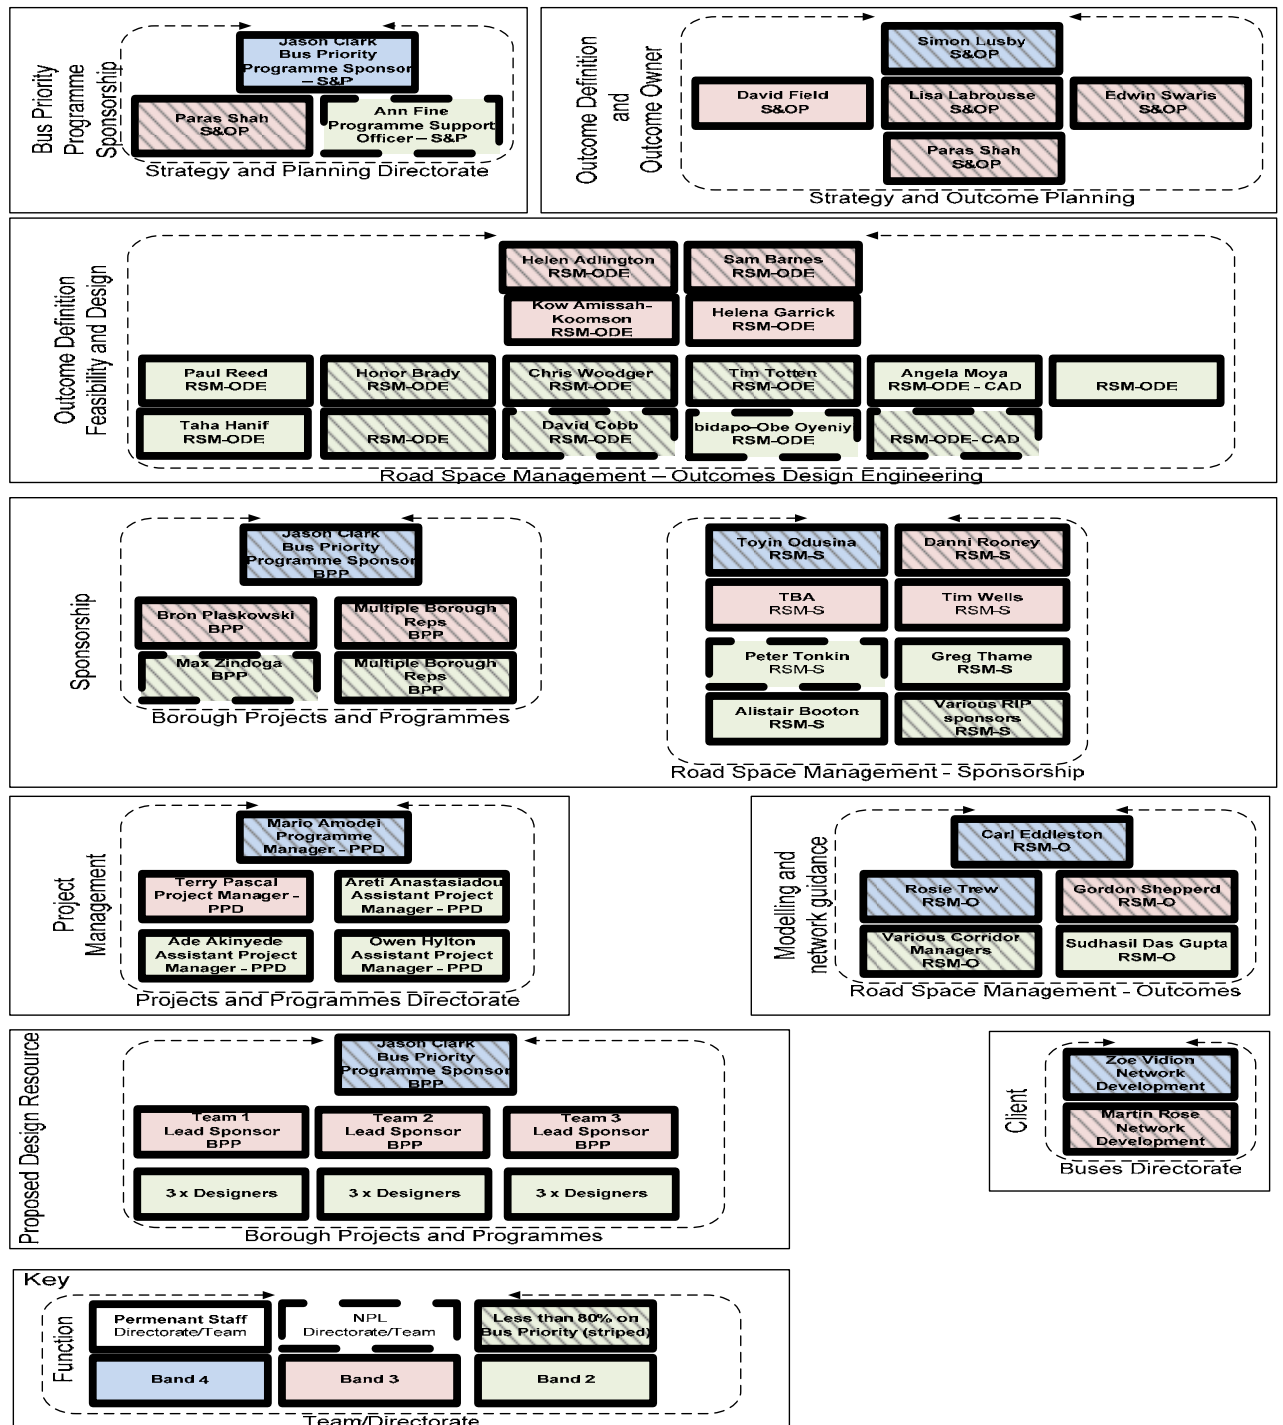 Bus Priority
Programme
Sponsorship
Jason Clark
Bus Priority
Programme Sponsor
– S&P
Paras Shah
S&OP
Ann Fine
Programme Support
Officer – S&P
Strategy and Planning Directorate
Outcome Definition
and
Outcome Owner
Simon Lusby
S&OP
David Field
S&OP
Lisa Labrousse
S&OP
Edwin Swaris
S&OP
Paras Shah
S&OP
Strategy and Outcome Planning
Outcome Definition
Feasibility and Design
Helen Adlington
RSM-ODE
Sam Barnes
RSM-ODE
Kow Amissah-
Koomson
RSM-ODE
Helena Garrick
RSM-ODE
Paul Reed
RSM-ODE
Honor Brady
RSM-ODE
Chris Woodger
RSM-ODE
Tim Totten
RSM-ODE
Angela Moya
RSM-ODE - CAD
RSM-ODE
Taha Hanif
RSM-ODE
RSM-ODE
David Cobb
RSM-ODE
bidapo-Obe Oyeniy
RSM-ODE
RSM-ODE- CAD
Road Space Management – Outcomes Design Engineering
Sponsorship
Jason Clark
Bus Priority
Programme Sponsor
BPP
Bron Plaskowski
BPP
Multiple Borough
Reps
BPP
Max Zindoga
BPP
Multiple Borough
Reps
BPP
Borough Projects and Programmes
Toyin Odusina
RSM-S
Danni Rooney
RSM-S
TBA
RSM-S
Tim Wells
RSM-S
Peter Tonkin
RSM-S
Greg Thame
RSM-S
Alistair Booton
RSM-S
Various RIP
sponsors
RSM-S
Road Space Management - Sponsorship
Project
Management
Mario Amodei
Programme
Manager - PPD
Terry Pascal
Project Manager -
PPD
Areti Anastasiadou
Assistant Project
Manager - PPD
Ade Akinyede
Assistant Project
Manager - PPD
Owen Hylton
Assistant Project
Manager - PPD
Projects and Programmes Directorate
Modelling and
network guidance
Carl Eddleston
RSM-O
Rosie Trew
RSM-O
Gordon Shepperd
RSM-O
Various Corridor
Managers
RSM-O
Sudhasil Das Gupta
RSM-O
Road Space Management - Outcomes
Proposed Design Resource
Jason Clark
Bus Priority
Programme Sponsor
BPP
Team 1
Lead Sponsor
BPP
Team 2
Lead Sponsor
BPP
Team 3
Lead Sponsor
BPP
3 x Designers
3 x Designers
3 x Designers
Borough Projects and Programmes
Client
Zoe Vidion
Network
Development
Martin Rose
Network
Development
Buses Directorate
Key
Function
Permenant Staff
Directorate/Team
NPL
Directorate/Team
Less than 80% on
Bus Priority (striped)
Band 4
Band 3
Band 2
Team/Directorate